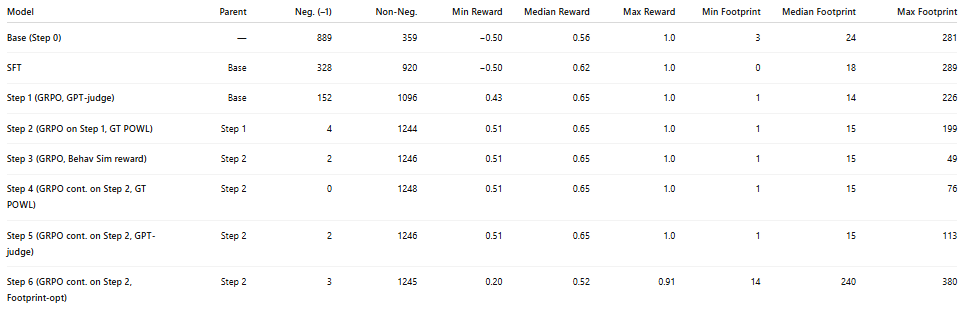 Model Parent Neg. (–1) Non-Neg. Min Reward Median Reward Max Reward Min Footprint Median Footprint Max Footprint
Base (Step 0) — 889 359 −0.50 0.56 1.0 3 24 281
SFT Base 328 920 −0.50 0.62 1.0 0 18 289
Step 1 (GRPO, GPT-judge) Base 152 1096 0.43 0.65 1.0 1 14 226
Step 2 (GRPO on Step 1, GT POWL) Step 1 4 1244 0.51 0.65 1.0 1 15 199
Step 3 (GRPO, Behav Sim reward) Step 2 2 1246 0.51 0.65 1.0 1 15 49
Step 4 (GRPO cont. on Step 2, GT Step 2 0 1248 0.51 0.65 1.0 1 15 76
POWL)
Step 5 (GRPO cont. on Step 2, GPT- Step 2 2 1246 0.51 0.65 1.0 1 15 113
judge)
Step 6 (GRPO cont. on Step 2, Step 2 3 1245 0.20 0.52 0.91 14 240 380
Footprint-opt)